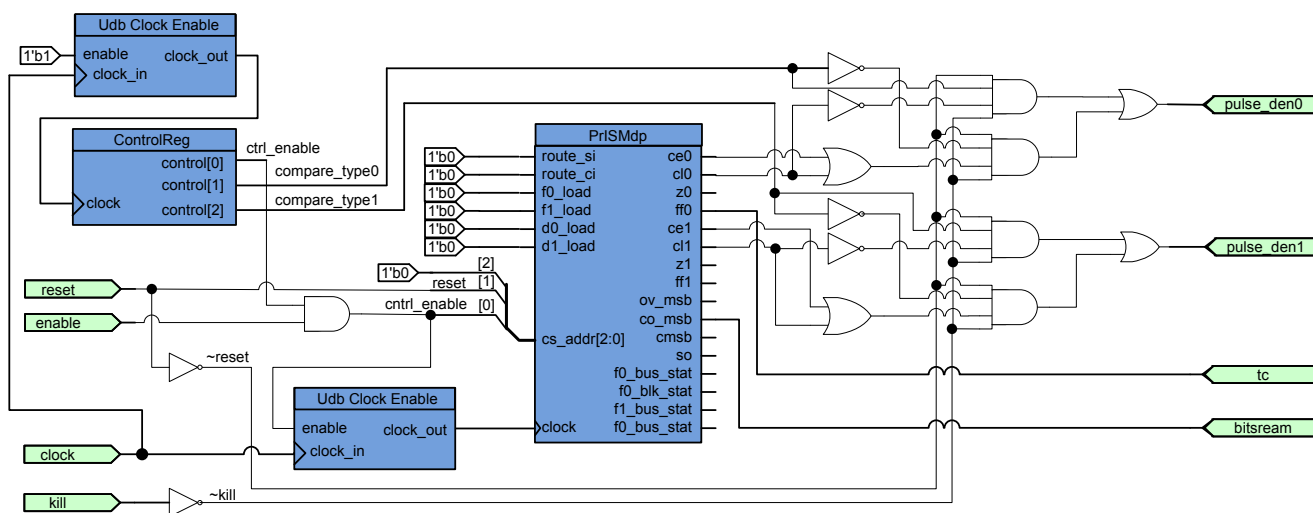 Udb Clock Enable
1'b1
enable
clock_out
clock_in
ControlReg
control[0]
control[1]
control[2]
clock
ctrl_enable
compare_type0
compare_type1
PrISMdp
1'b0
route_si
ce0
1'b0
route_ci
cl0
1'b0
f0_load
z0
1'b0
f1_load
ff0
1'b0
d0_load
ce1
1'b0
d1_load
cl1
z1
ff1
ov_msb
co_msb
cmsb
so
f0_bus_stat
f0_blk_stat
f1_bus_stat
f0_bus_stat
cs_addr[2:0]
clock
1'b0
[2]
reset
[1]
cntrl_enable
[0]
reset
enable
~reset
Udb Clock Enable
enable
clock_out
clock_in
clock
kill
~kill
pulse_den0
pulse_den1
tc
bitsream